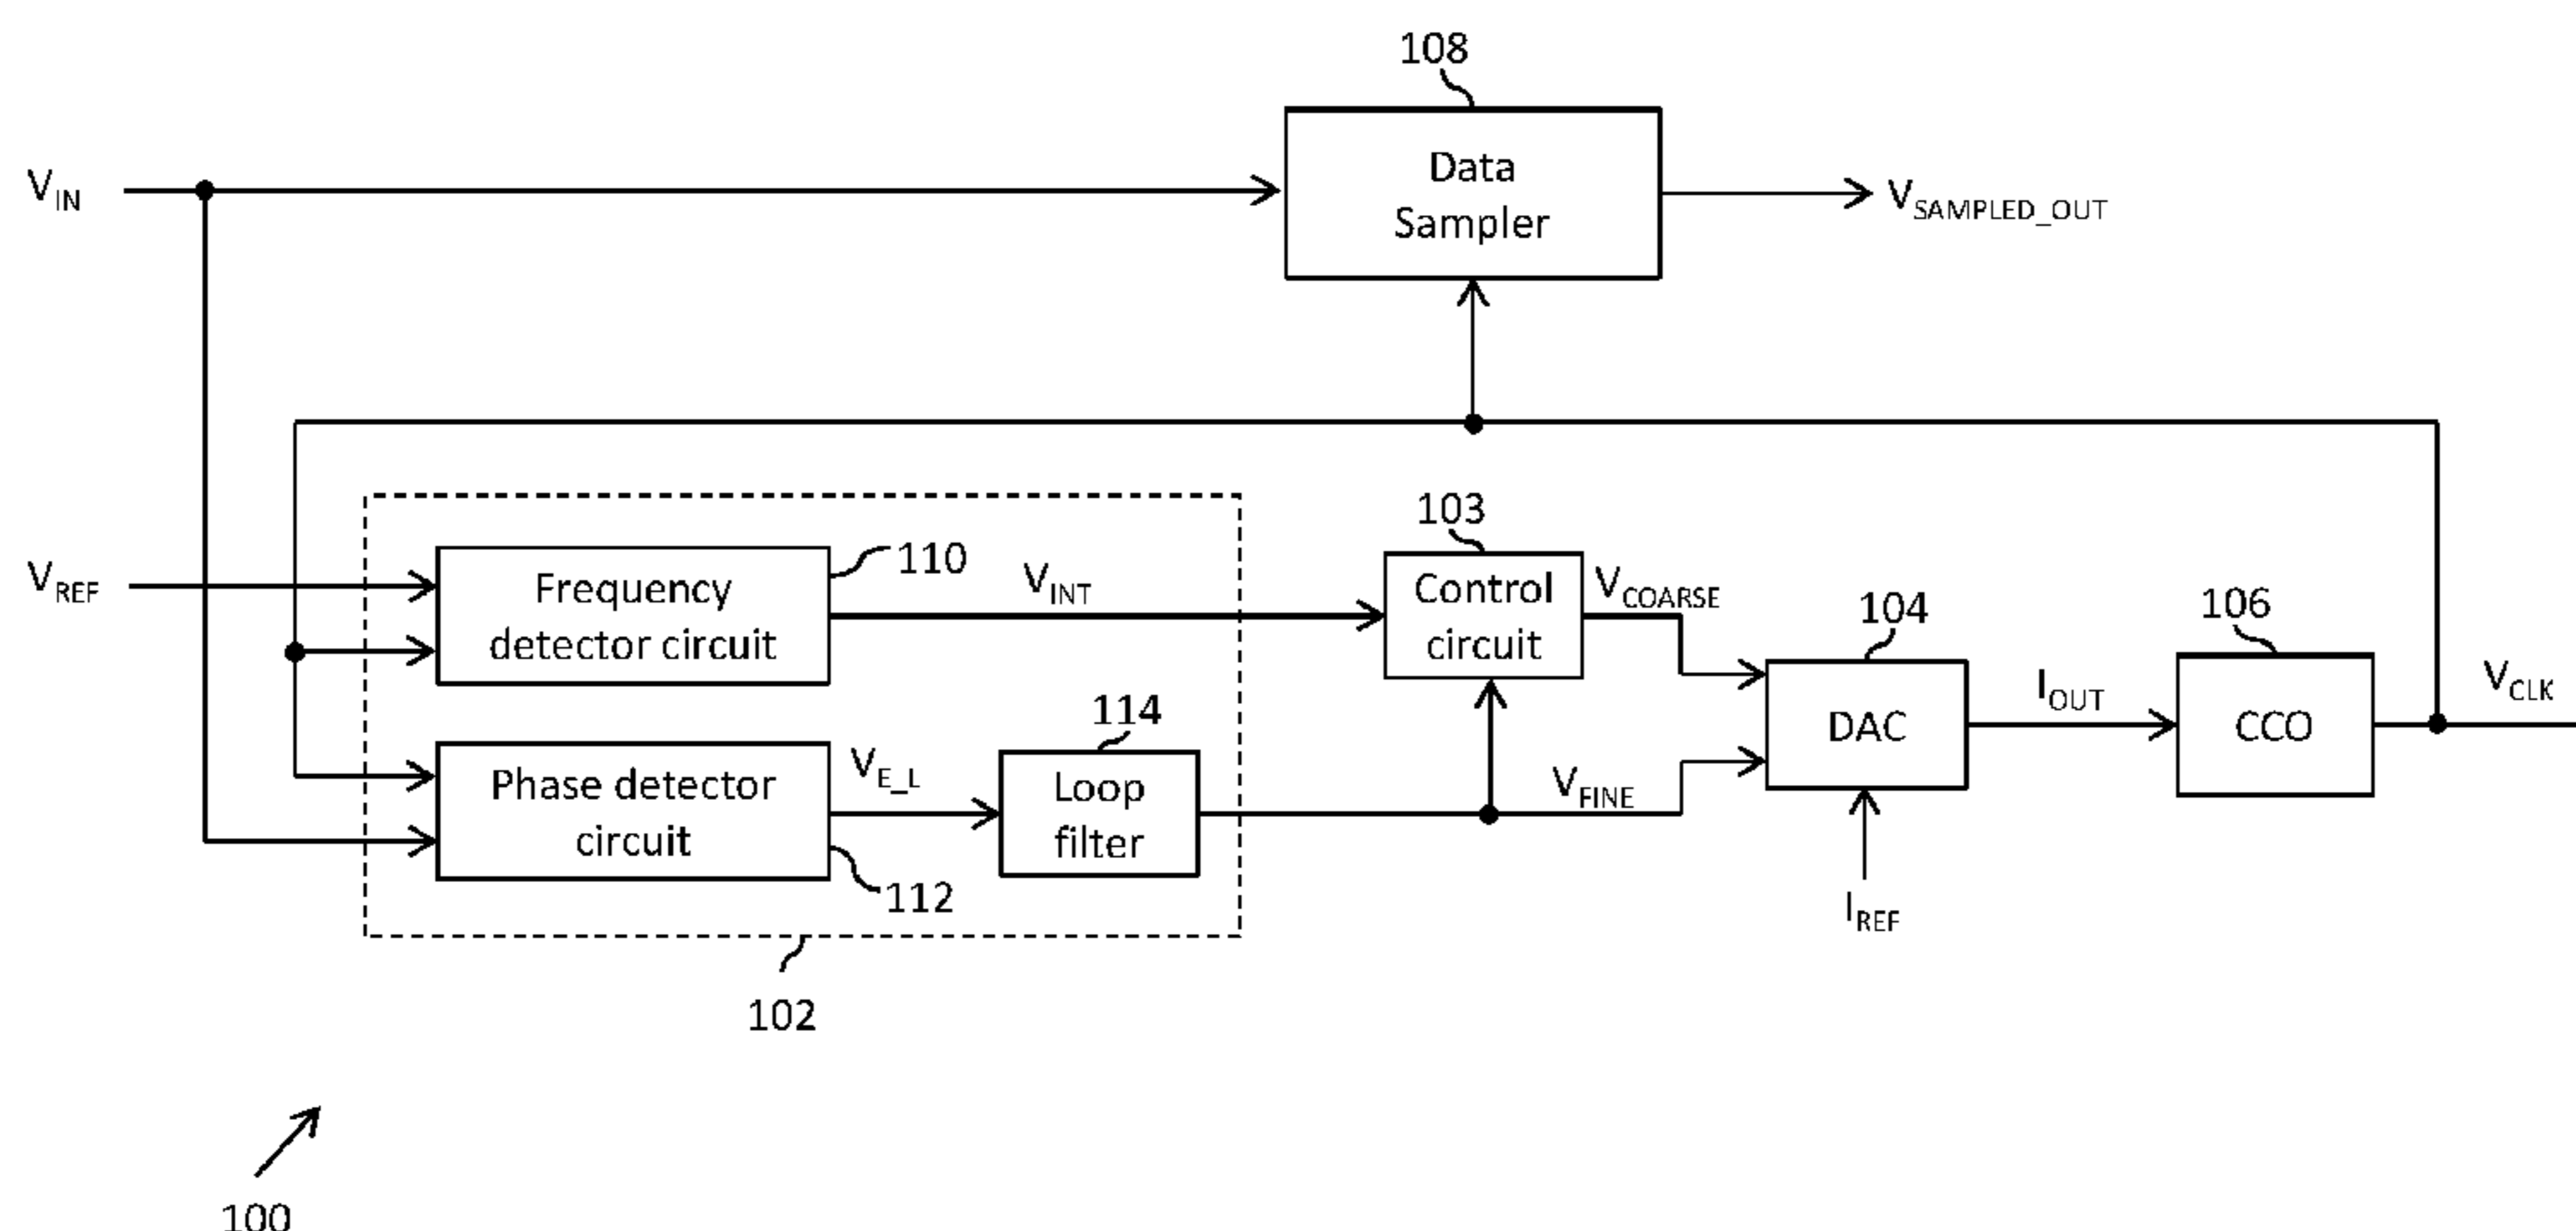 108
Data
Sampler
V_IN
V_SAMPLED_OUT
103
V_REF
Frequency
detector circuit
110
V_INT
Control
circuit
V_COARSE
104
106
114
Phase detector
circuit
V_E_L
Loop
filter
V_FINE
DAC
I_OUT
CCO
V_CLK
112
I_REF
102
100